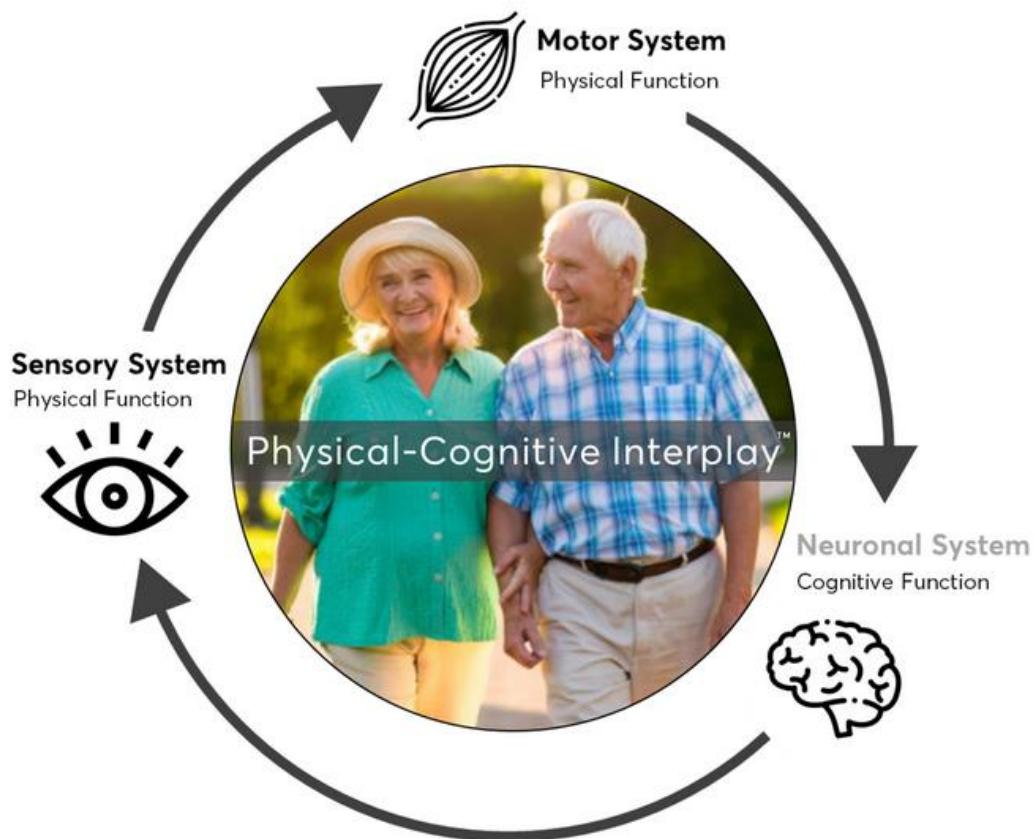 Motor System
Physical Function
Sensory System
Physical Function
Physical-Cognitive Interplay™
Neuronal System
Cognitive Function